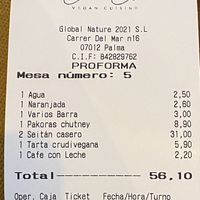 VEGAN CUISINE
Global Nature 2021 S.L
Carrer Del Mar n16
07012 Palma
C.I.F: B42829762
PROFORMA
Mesa número: 5
1 Agua 2,50
1 Naranjada 2,60
1 Varios Barra 3,00
1 Pakoras chutney 8,90
2 Seitán casero 31,00
1 Tarta crudivegana 5,90
1 Cafe con Leche 2,20
Total 56,10
Oper. Caja Ticket Fecha/Hora/Turno